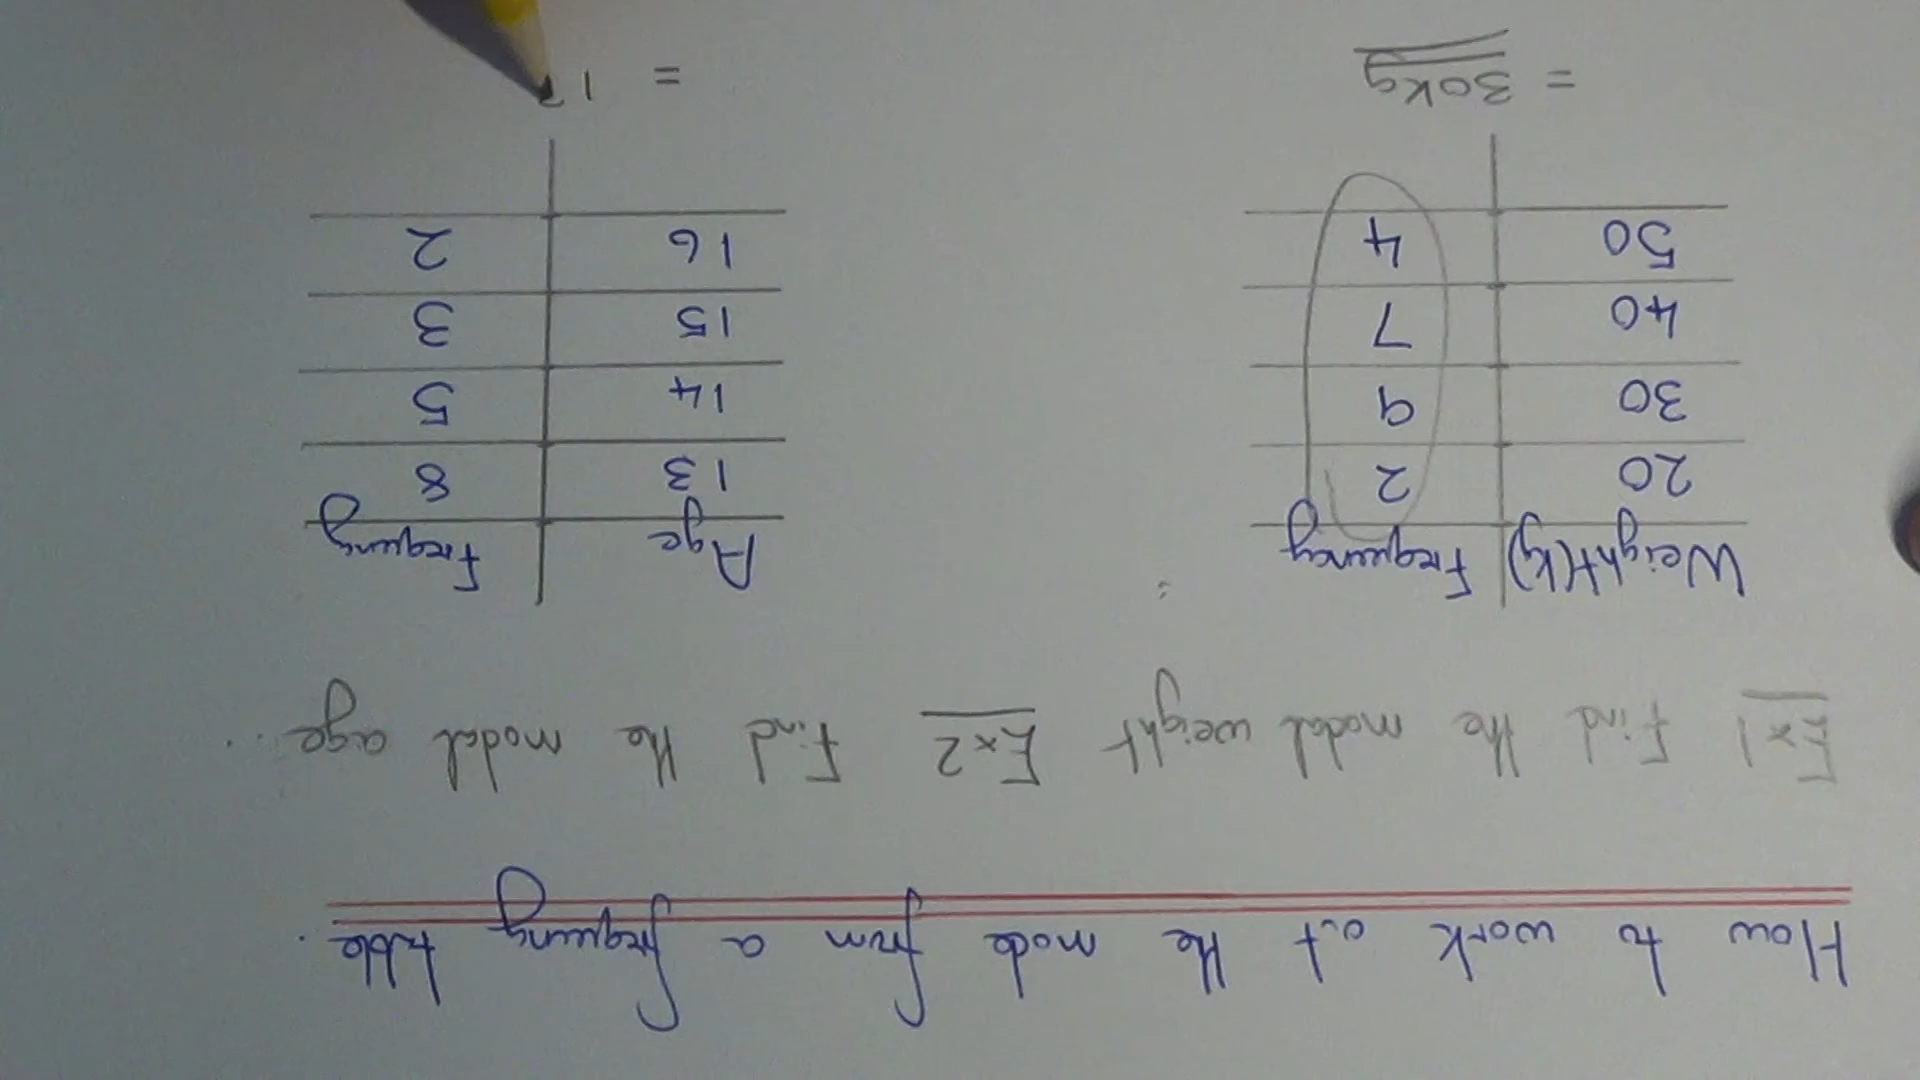 How to work out the mode from a frequency table.
Ex1 Find the modal weight Ex2 Find the modal age...
Weight(kg) Frequency
20 2
30 9
40 7
50 4
= 30kg
Age Frequency
13 8
14 5
15 3
16 2
= 1